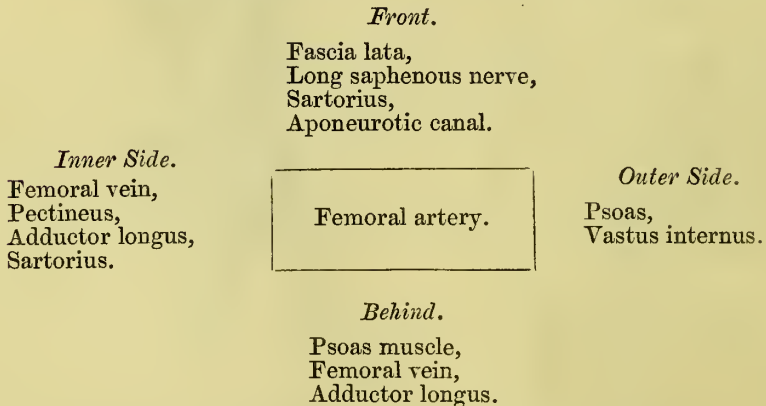 Front.
Fascia lata,
Long saphenous nerve,
Sartorius,
Aponeurotic canal.
Inner Side.
Femoral vein,
Pectineus,
Adductor longus,
Sartorius.
Femoral artery.
Outer Side.
Psoas,
Vastus internus.
Behind.
Psoas muscle,
Femoral vein,
Adductor longus.